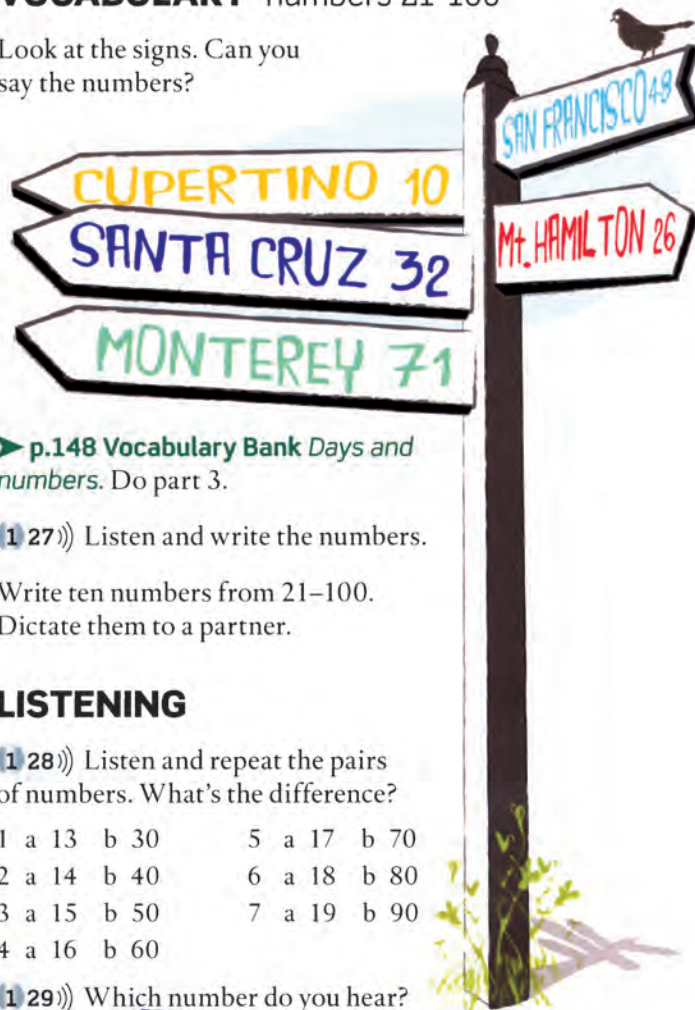 VOCABULARY numbers 21–100
Look at the signs. Can you
say the numbers?
SAN FRANCISCO 48
CUPERTINO 10
SANTA CRUZ 32
Mt. HAMILTON 26
MONTEREY 71
p.148 Vocabulary Bank Days and
numbers. Do part 3.
1 27 Listen and write the numbers.
Write ten numbers from 21–100.
Dictate them to a partner.
LISTENING
1 28 Listen and repeat the pairs
of numbers. What's the difference?
1 a 13 b 30 5 a 17 b 70
2 a 14 b 40 6 a 18 b 80
3 a 15 b 50 7 a 19 b 90
4 a 16 b 60
1 29 Which number do you hear?